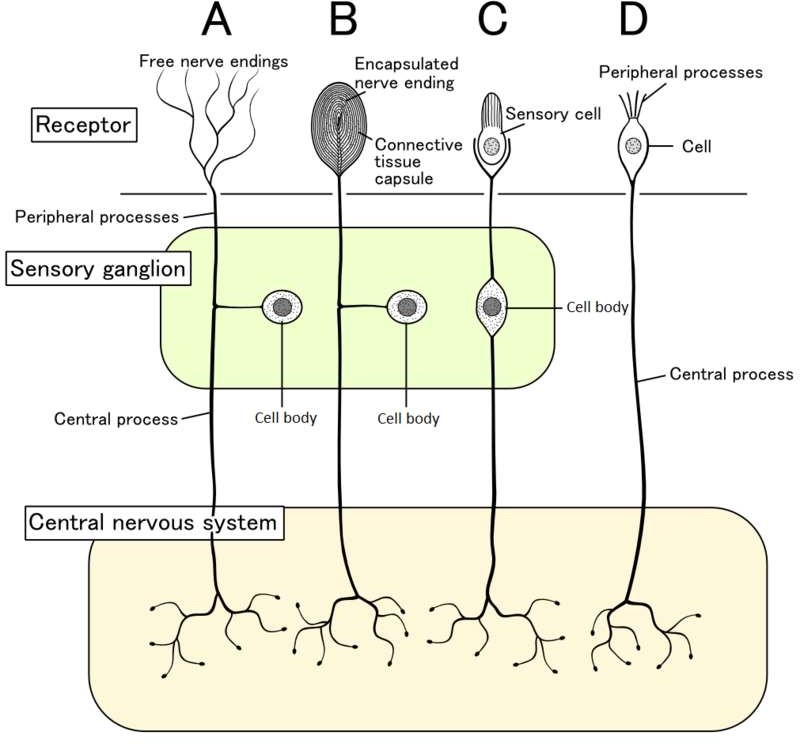 A B C D
Free nerve endings
Encapsulated
nerve ending
Peripheral processes
Receptor
Sensory cell
Connective
tissue
capsule
Cell
Peripheral processes
Sensory ganglion
Cell body
Central process
Central process
Cell body
Cell body
Central nervous system